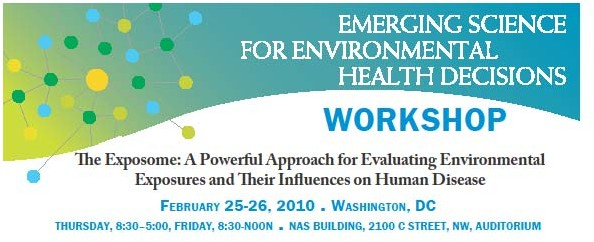 EMERGING SCIENCE
FOR ENVIRONMENTAL
HEALTH DECISIONS
WORKSHOP
The Exposome: A Powerful Approach for Evaluating Environmental
Exposures and Their Influences on Human Disease
FEBRUARY 25-26, 2010 . WASHINGTON, DC
THURSDAY, 8:30–5:00, FRIDAY, 8:30-NOON . NAS BUILDING, 2100 C STREET, NW, AUDITORIUM